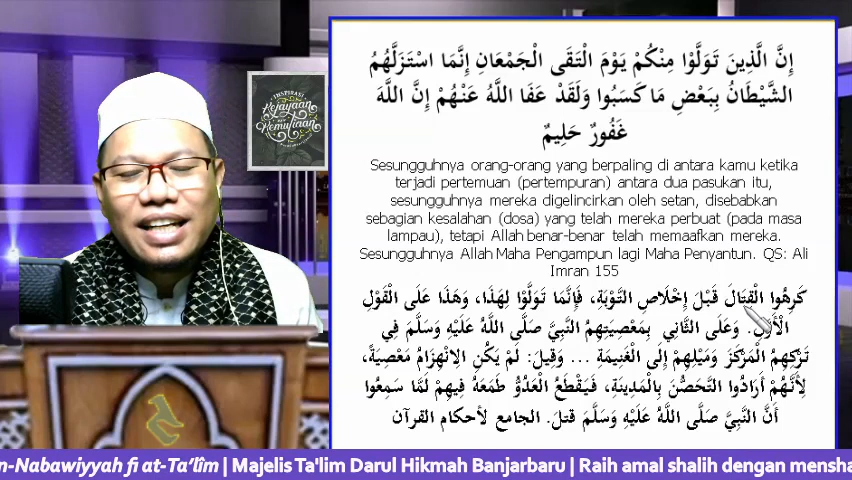 INSPIRASI
Kejayaan
Kemuliaan
إِنَّ الَّذِينَ تَوَلَّوْا مِنْكُمْ يَوْمَ الْتَقَى الْجَمْعَانِ إِنَّمَا اسْتَزَلَّهُمُ
الشَّيْطَانُ بِبَعْضِ مَا كَسَبُوا وَلَقَدْ عَفَا اللَّهُ عَنْهُمْ إِنَّ اللَّهَ
غَفُورٌ حَلِيمٌ
Sesungguhnya orang-orang yang berpaling di antara kamu ketika
terjadi pertemuan (pertempuran) antara dua pasukan itu,
sesungguhnya mereka digelincirkan oleh setan, disebabkan
sebagian kesalahan (dosa) yang telah mereka perbuat (pada masa
lampau), tetapi Allah benar-benar telah memaafkan mereka.
Sesungguhnya Allah Maha Pengampun lagi Maha Penyantun. QS: Ali
Imran 155
كَرِهُوا الْقِتَالَ قَبْلَ إِخْلَاصِ التَّوْبَةِ، فَإِنَّمَا تَوَلَّوْا لِهَذَا، وَهَذَا عَلَى الْقَوْلِ
الْأَوَّلِ. وَعَلَى الثَّانِي بِمَعْصِيَتِهِمُ النَّبِيَّ صَلَّى اللَّهُ عَلَيْهِ وَسَلَّمَ فِي
تَرْكِهِمُ الْمَرْكَزَ وَمَيْلِهِمْ إِلَى الْغَنِيمَةِ ... وَقِيلَ: لَمْ يَكُنِ الِانْهِزَامُ مَعْصِيَةً،
لِأَنَّهُمْ أَرَادُوا التَّحَصُّنَ بِالْمَدِينَةِ، فَيَقْطَعُ الْعَدُوُّ طَمَعَهُ فِيهِمْ لَمَّا سَمِعُوا
أَنَّ النَّبِيَّ صَلَّى اللَّهُ عَلَيْهِ وَسَلَّمَ قتل. الجامع لأحكام القرآن
n-Nabawiyyah fi at-Ta'lîm | Majelis Ta'lim Darul Hikmah Banjarbaru | Raih amal shalih dengan mensha